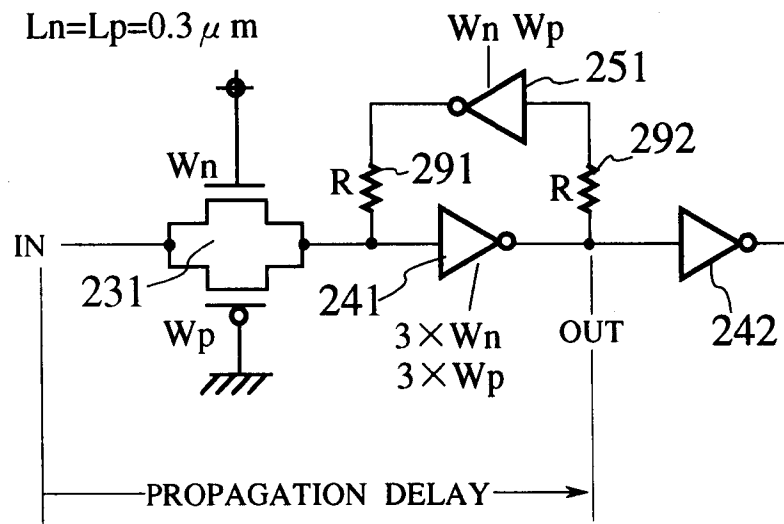 Ln=Lp=0.3 μm
Wn Wp
251
Wn
R
291
R
292
IN
231
241
242
Wp
3×Wn
3×Wp
OUT
PROPAGATION DELAY